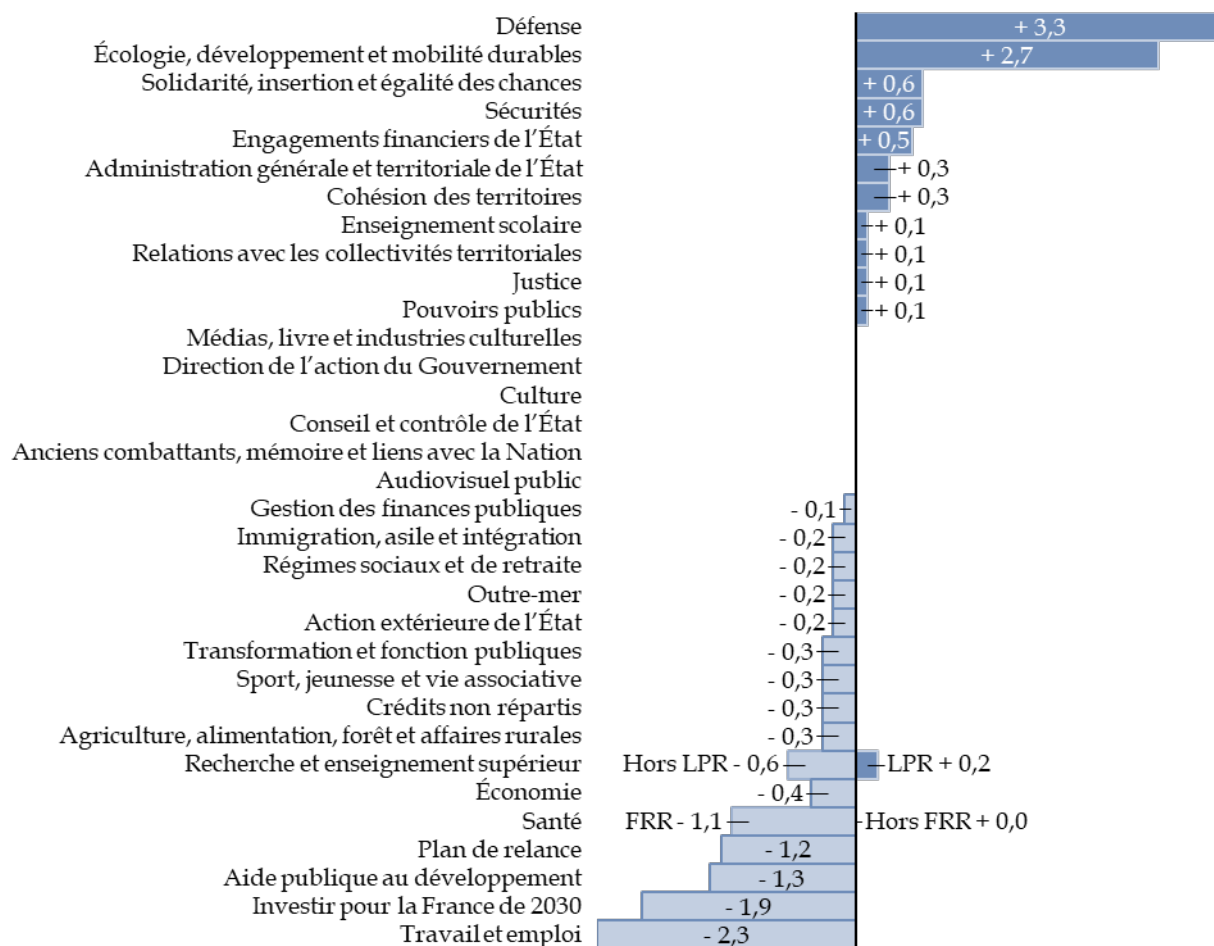 Défense + 3,3
Écologie, développement et mobilité durables + 2,7
Solidarité, insertion et égalité des chances + 0,6
Sécurités + 0,6
Engagements financiers de l’État + 0,5
Administration générale et territoriale de l’État + 0,3
Cohésion des territoires + 0,3
Enseignement scolaire + 0,1
Relations avec les collectivités territoriales + 0,1
Justice + 0,1
Pouvoirs publics + 0,1
Médias, livre et industries culturelles
Direction de l’action du Gouvernement
Culture
Conseil et contrôle de l’État
Anciens combattants, mémoire et liens avec la Nation
Audiovisuel public
Gestion des finances publiques - 0,1
Immigration, asile et intégration - 0,2
Régimes sociaux et de retraite - 0,2
Outre-mer - 0,2
Action extérieure de l’État - 0,2
Transformation et fonction publiques - 0,3
Sport, jeunesse et vie associative - 0,3
Crédits non répartis - 0,3
Agriculture, alimentation, forêt et affaires rurales - 0,3
Recherche et enseignement supérieur Hors LPR - 0,6 LPR + 0,2
Économie - 0,4
Santé FRR - 1,1 Hors FRR + 0,0
Plan de relance - 1,2
Aide publique au développement - 1,3
Investir pour la France de 2030 - 1,9
Travail et emploi - 2,3